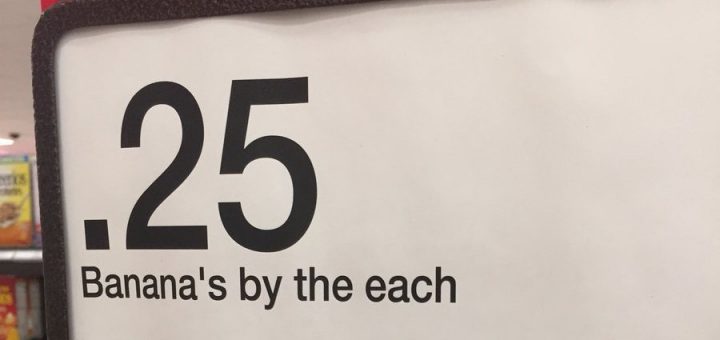 .25
Banana's by the each